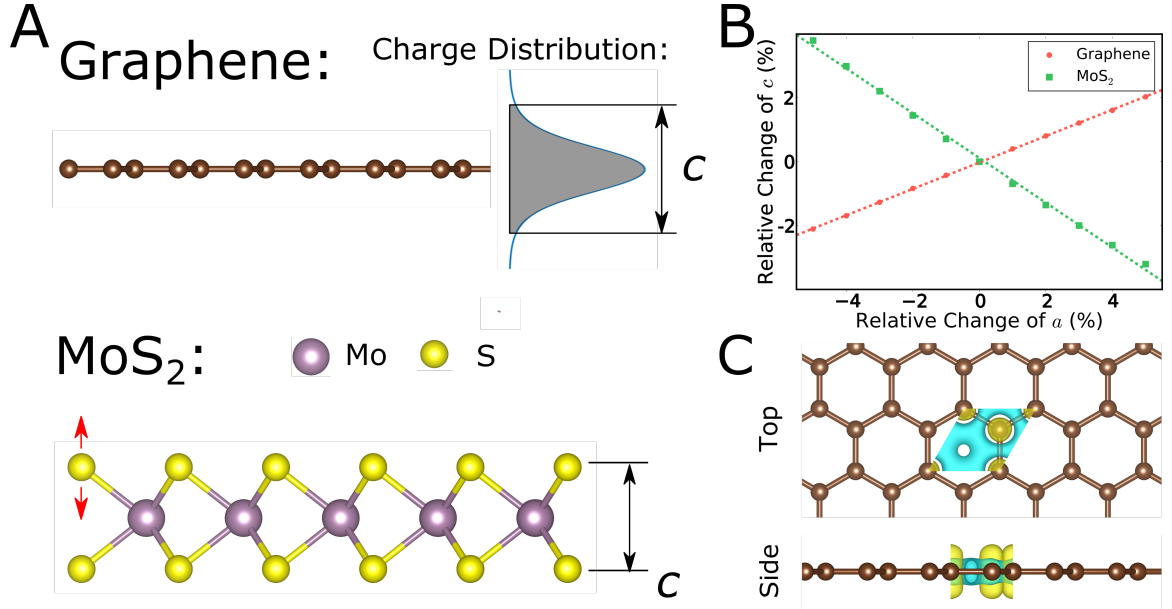 A
Graphene:
Charge Distribution:
c
MoS₂:
Mo
S
c
B
Relative Change of c (%)
2
0
-2
Graphene
MoS₂
−4
−2
0
2
4
Relative Change of a (%)
C
Top
Side